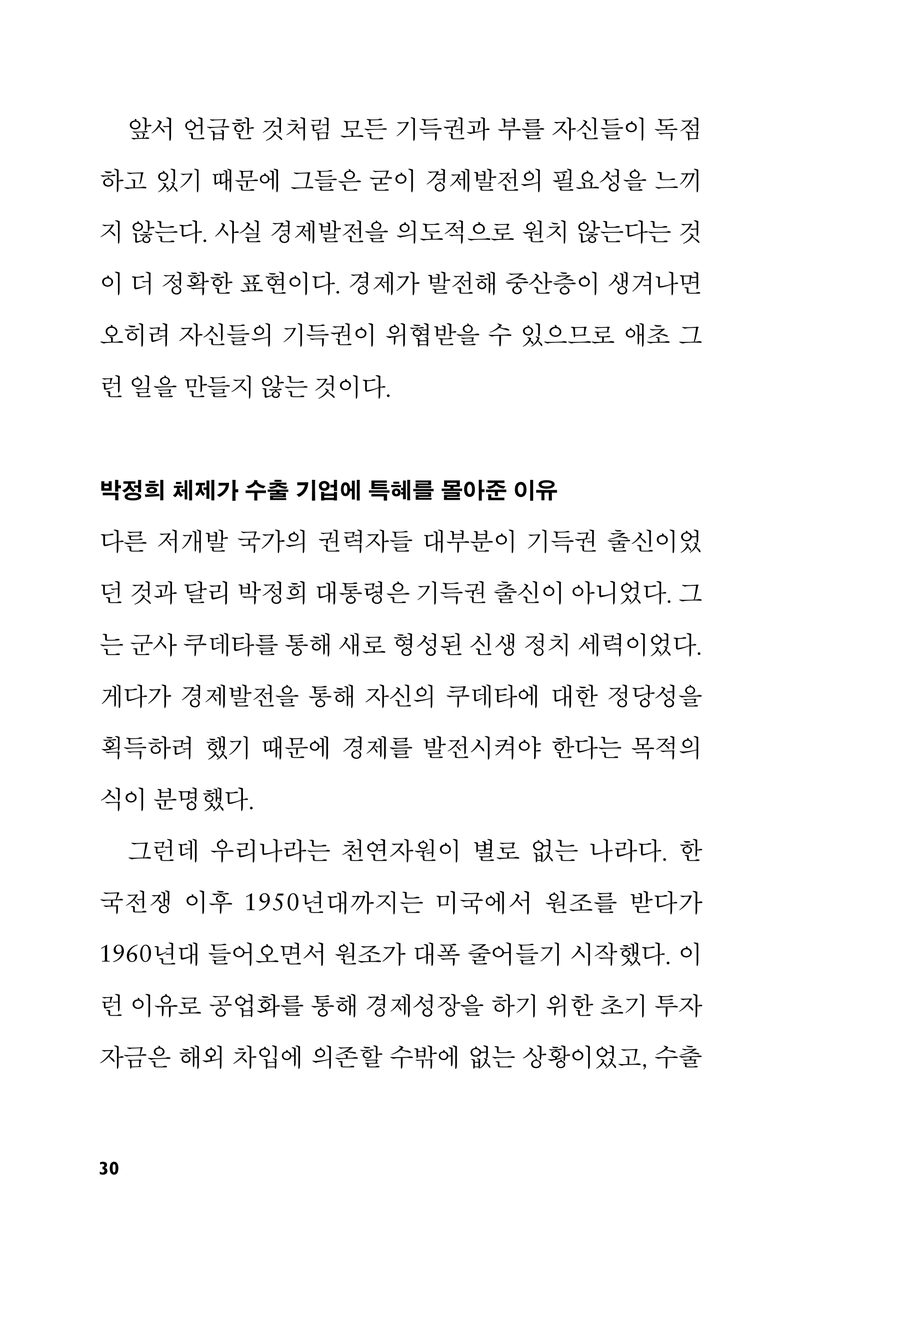 앞서 언급한 것처럼 모든 기득권과 부를 자신들이 독점
하고 있기 때문에 그들은 굳이 경제발전의 필요성을 느끼
지 않는다. 사실 경제발전을 의도적으로 원치 않는다는 것
이 더 정확한 표현이다. 경제가 발전해 중산층이 생겨나면
오히려 자신들의 기득권이 위협받을 수 있으므로 애초 그
런 일을 만들지 않는 것이다.
박정희 체제가 수출 기업에 특혜를 몰아준 이유
다른 저개발 국가의 권력자들 대부분이 기득권 출신이었
던 것과 달리 박정희 대통령은 기득권 출신이 아니었다. 그
는 군사 쿠데타를 통해 새로 형성된 신생 정치 세력이었다.
게다가 경제발전을 통해 자신의 쿠데타에 대한 정당성을
획득하려 했기 때문에 경제를 발전시켜야 한다는 목적의
식이 분명했다.
그런데 우리나라는 천연자원이 별로 없는 나라다. 한
국전쟁 이후 1950년대까지는 미국에서 원조를 받다가
1960년대 들어오면서 원조가 대폭 줄어들기 시작했다. 이
런 이유로 공업화를 통해 경제성장을 하기 위한 초기 투자
자금은 해외 차입에 의존할 수밖에 없는 상황이었고, 수출
30